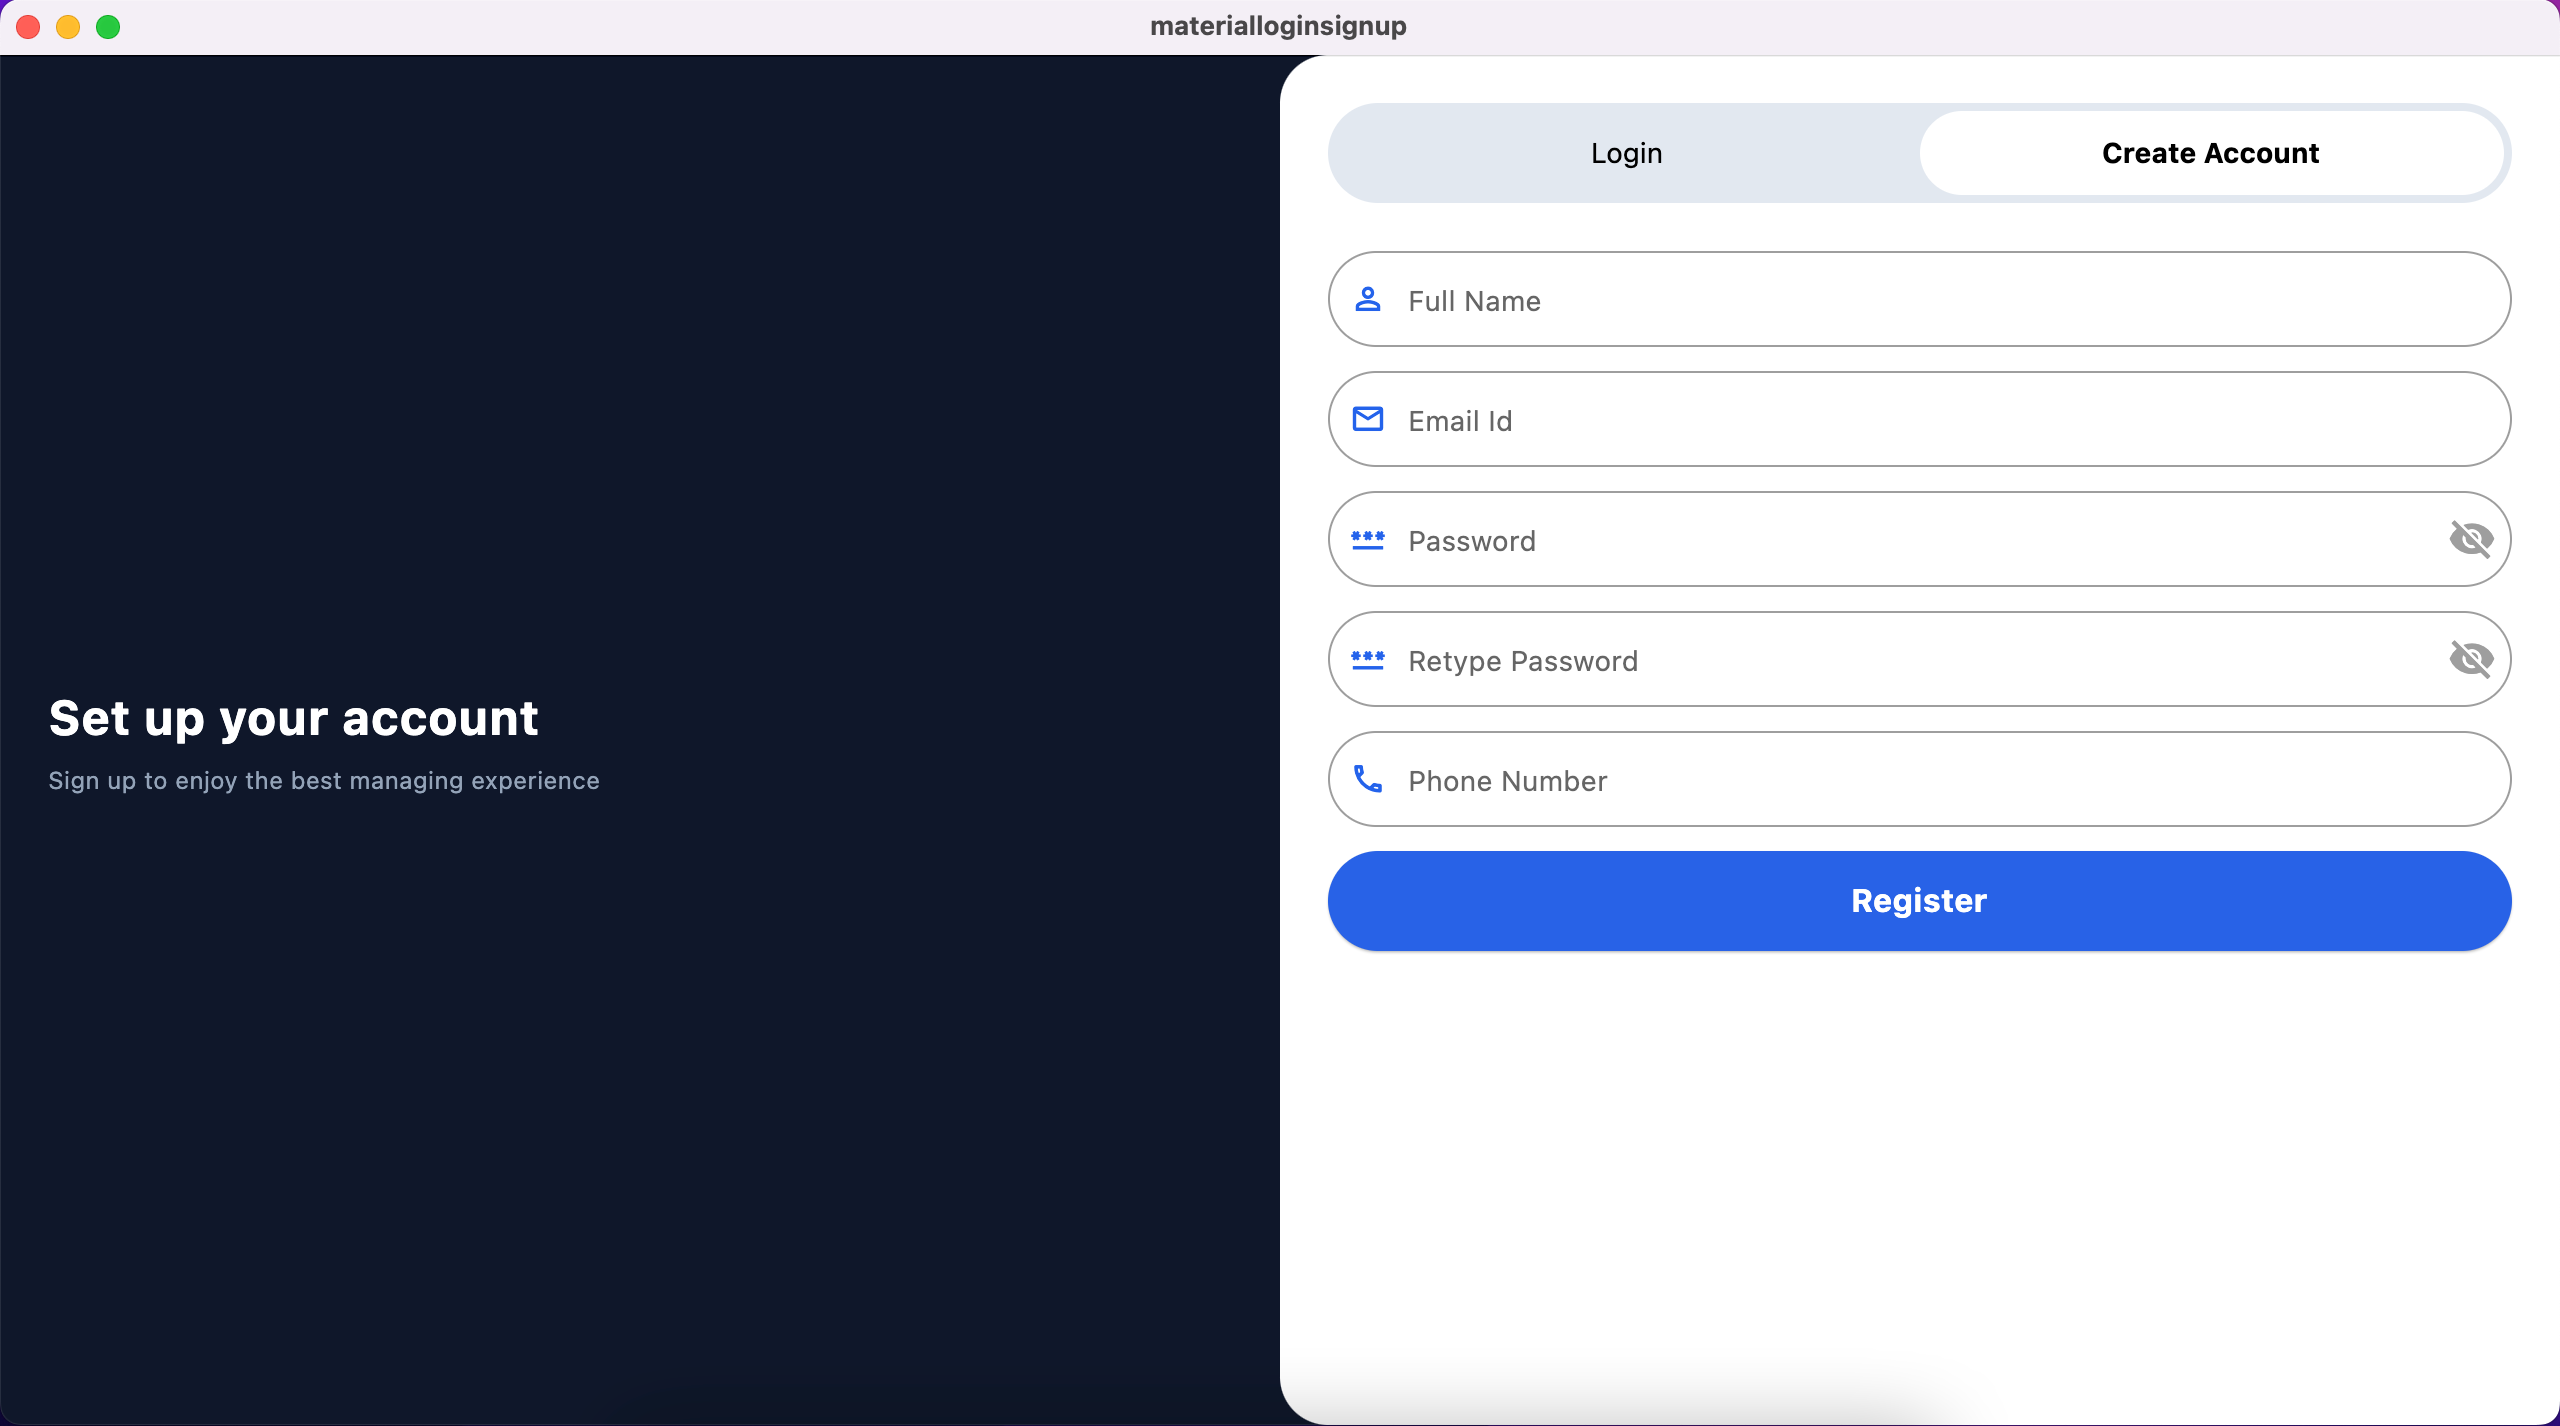 materialloginsignup
Set up your account
Sign up to enjoy the best managing experience
Login
Create Account
Full Name
Email Id
Password
Retype Password
Phone Number
Register